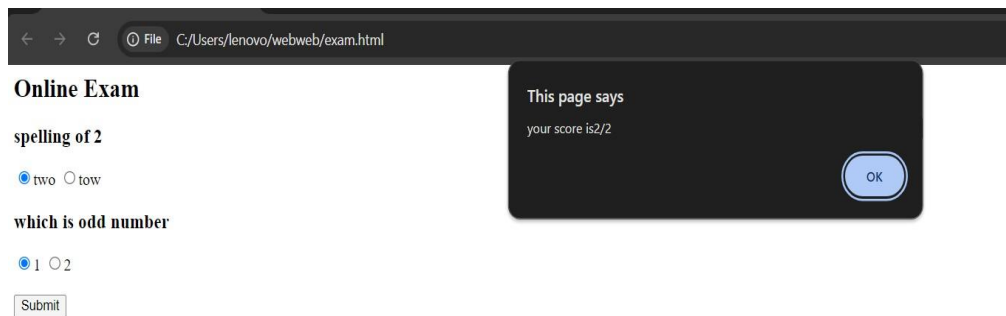 File C:/Users/lenovo/webweb/exam.html
Online Exam
This page says
your score is2/2
OK
spelling of 2
two tow
which is odd number
1 2
Submit